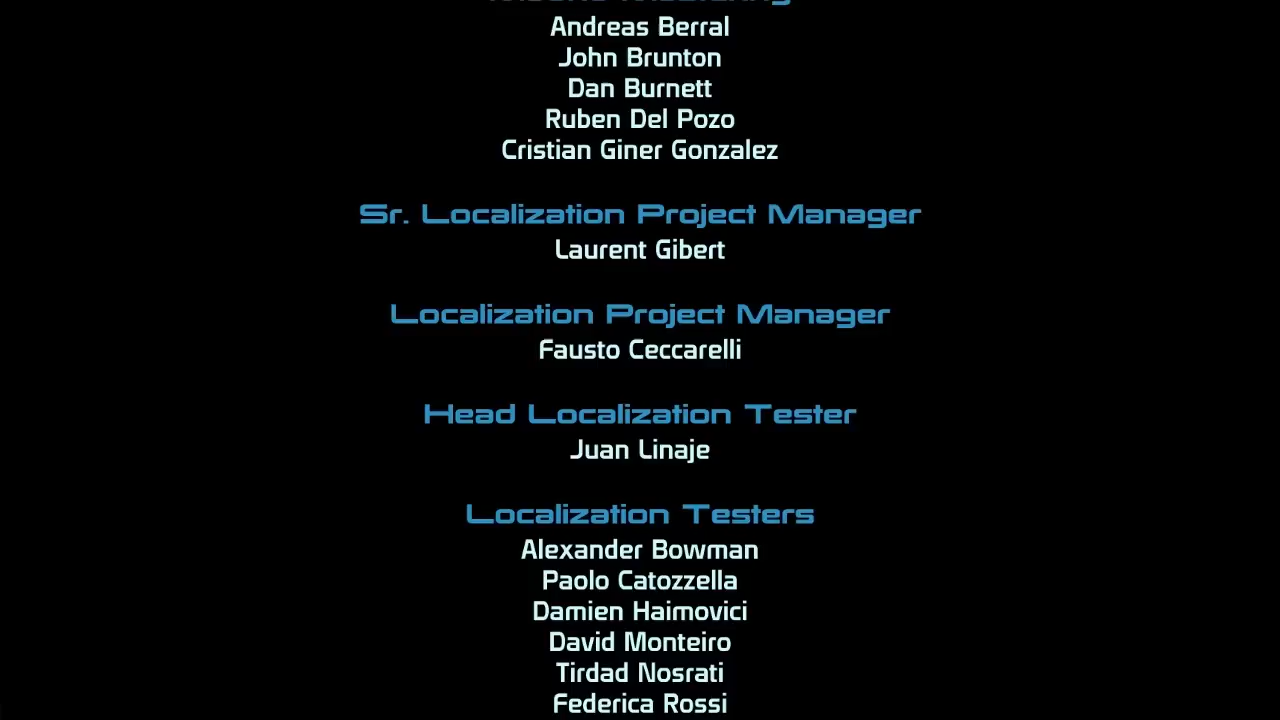 Andreas Berral
John Brunton
Dan Burnett
Ruben Del Pozo
Cristian Giner Gonzalez
Sr. Localization Project Manager
Laurent Gibert
Localization Project Manager
Fausto Ceccarelli
Head Localization Tester
Juan Linaje
Localization Testers
Alexander Bowman
Paolo Catozzella
Damien Haimovici
David Monteiro
Tirdad Nosrati
Federica Rossi